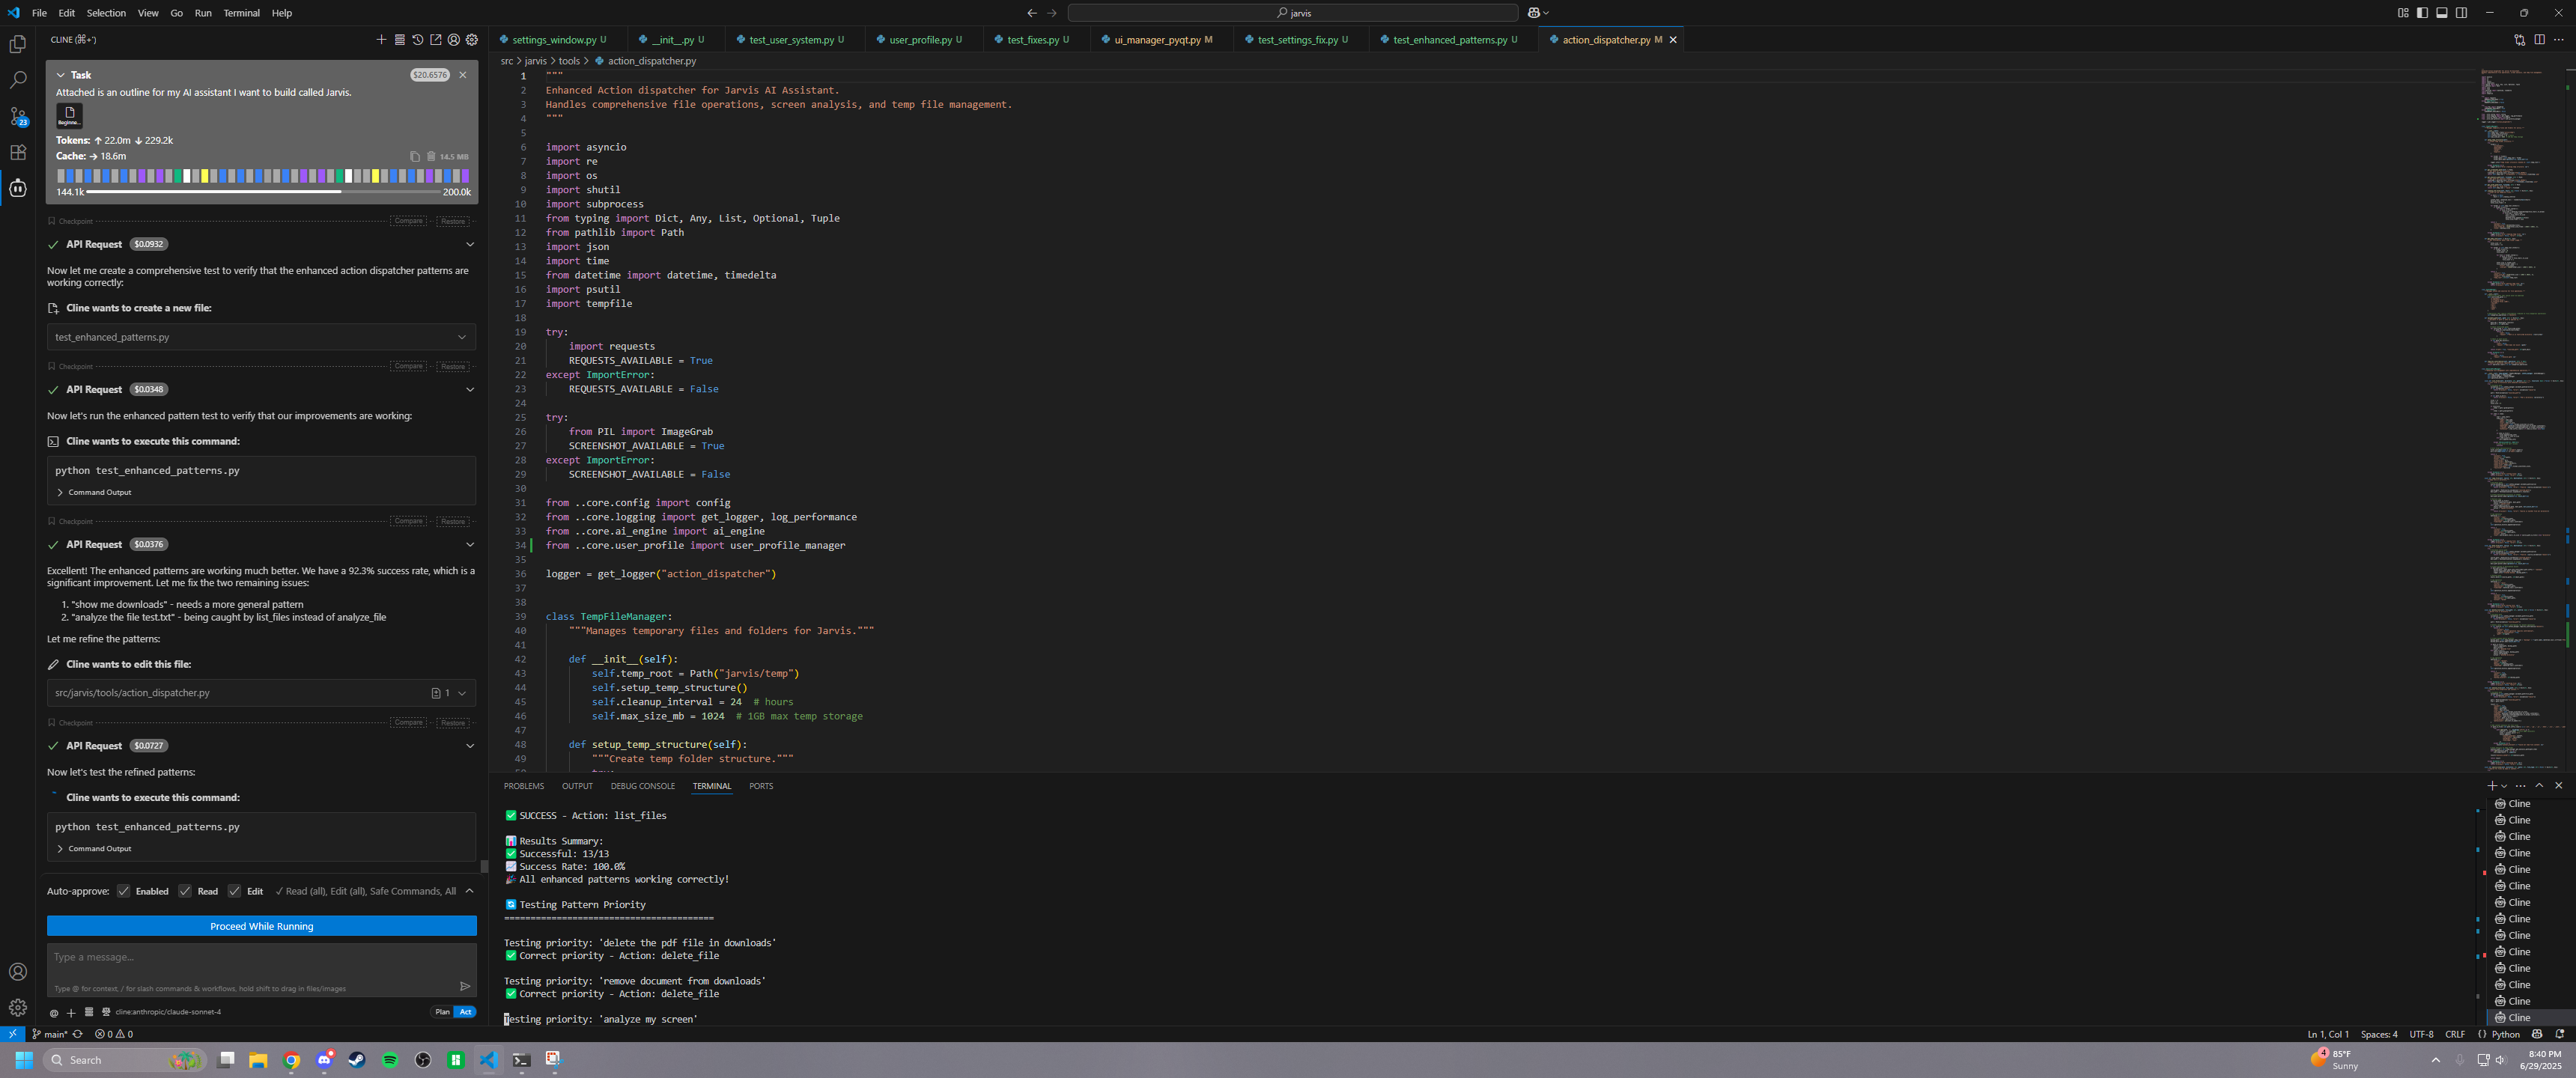 File Edit Selection View Go Run Terminal Help
jarvis
CLINE (⌘+')
Task
$20.6576
Attached is an outline for my AI assistant I want to build called Jarvis.
Beginne...
Tokens: ↑ 22.0m ↓ 229.2k
Cache: → 18.6m
14.5 MB
144.1k 200.0k
Checkpoint Compare Restore
API Request $0.0932
Now let me create a comprehensive test to verify that the enhanced action dispatcher patterns are
working correctly:
Cline wants to create a new file:
test_enhanced_patterns.py
Checkpoint Compare Restore
API Request $0.0348
Now let's run the enhanced pattern test to verify that our improvements are working:
Cline wants to execute this command:
python test_enhanced_patterns.py
Command Output
Checkpoint Compare Restore
API Request $0.0376
Excellent! The enhanced patterns are working much better. We have a 92.3% success rate, which is a
significant improvement. Let me fix the two remaining issues:
1. "show me downloads" - needs a more general pattern
2. "analyze the file test.txt" - being caught by list_files instead of analyze_file
Let me refine the patterns:
Cline wants to edit this file:
src/jarvis/tools/action_dispatcher.py 1
Checkpoint Compare Restore
API Request $0.0727
Now let's test the refined patterns:
Cline wants to execute this command:
python test_enhanced_patterns.py
Command Output
Auto-approve: Enabled Read Edit ✓ Read (all), Edit (all), Safe Commands, All
Proceed While Running
Type a message...
Type @ for context, / for slash commands & workflows, hold shift to drag in files/images
@ + cline:anthropic/claude-sonnet-4 Plan Act
23
settings_window.py U __init__.py U test_user_system.py U user_profile.py U test_fixes.py U ui_manager_pyqt.py M test_settings_fix.py U test_enhanced_patterns.py U action_dispatcher.py M
src > jarvis > tools > action_dispatcher.py
1 """
2 Enhanced Action dispatcher for Jarvis AI Assistant.
3 Handles comprehensive file operations, screen analysis, and temp file management.
4 """
5
6 import asyncio
7 import re
8 import os
9 import shutil
10 import subprocess
11 from typing import Dict, Any, List, Optional, Tuple
12 from pathlib import Path
13 import json
14 import time
15 from datetime import datetime, timedelta
16 import psutil
17 import tempfile
18
19 try:
20 import requests
21 REQUESTS_AVAILABLE = True
22 except ImportError:
23 REQUESTS_AVAILABLE = False
24
25 try:
26 from PIL import ImageGrab
27 SCREENSHOT_AVAILABLE = True
28 except ImportError:
29 SCREENSHOT_AVAILABLE = False
30
31 from ..core.config import config
32 from ..core.logging import get_logger, log_performance
33 from ..core.ai_engine import ai_engine
34 from ..core.user_profile import user_profile_manager
35
36 logger = get_logger("action_dispatcher")
37
38
39 class TempFileManager:
40 """Manages temporary files and folders for Jarvis."""
41
42 def __init__(self):
43 self.temp_root = Path("jarvis/temp")
44 self.setup_temp_structure()
45 self.cleanup_interval = 24 # hours
46 self.max_size_mb = 1024 # 1GB max temp storage
47
48 def setup_temp_structure(self):
49 """Create temp folder structure."""
PROBLEMS OUTPUT DEBUG CONSOLE TERMINAL PORTS
✅ SUCCESS - Action: list_files
📊 Results Summary:
✅ Successful: 13/13
📈 Success Rate: 100.0%
🎉 All enhanced patterns working correctly!
🔄 Testing Pattern Priority
========================================
Testing priority: 'delete the pdf file in downloads'
✅ Correct priority - Action: delete_file
Testing priority: 'remove document from downloads'
✅ Correct priority - Action: delete_file
Testing priority: 'analyze my screen'
Cline
Cline
Cline
Cline
Cline
Cline
Cline
Cline
Cline
Cline
Cline
Cline
Cline
Cline
main* 0 0
Ln 1, Col 1 Spaces: 4 UTF-8 CRLF {} Python
Search
4
85°F
Sunny
8:40 PM
6/29/2025